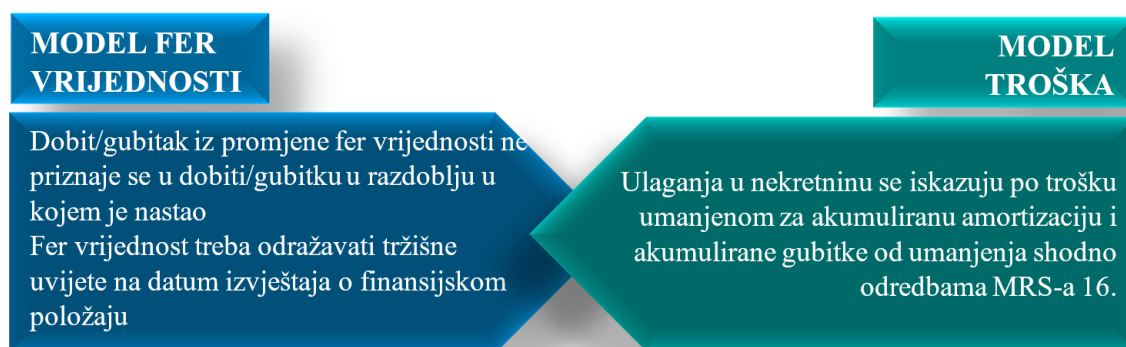 MODEL FER
VRIJEDNOSTI
Dobit/gubitak iz promjene fer vrijednosti ne
priznaje se u dobiti/gubitku u razdoblju u
kojem je nastao
Fer vrijednost treba odražavati tržišne
uvijete na datum izvještaja o finansijskom
položaju
MODEL
TROŠKA
Ulaganja u nekretninu se iskazuju po trošku
umanjenom za akumuliranu amortizaciju i
akumulirane gubitke od umanjenja shodno
odredbama MRS-a 16.